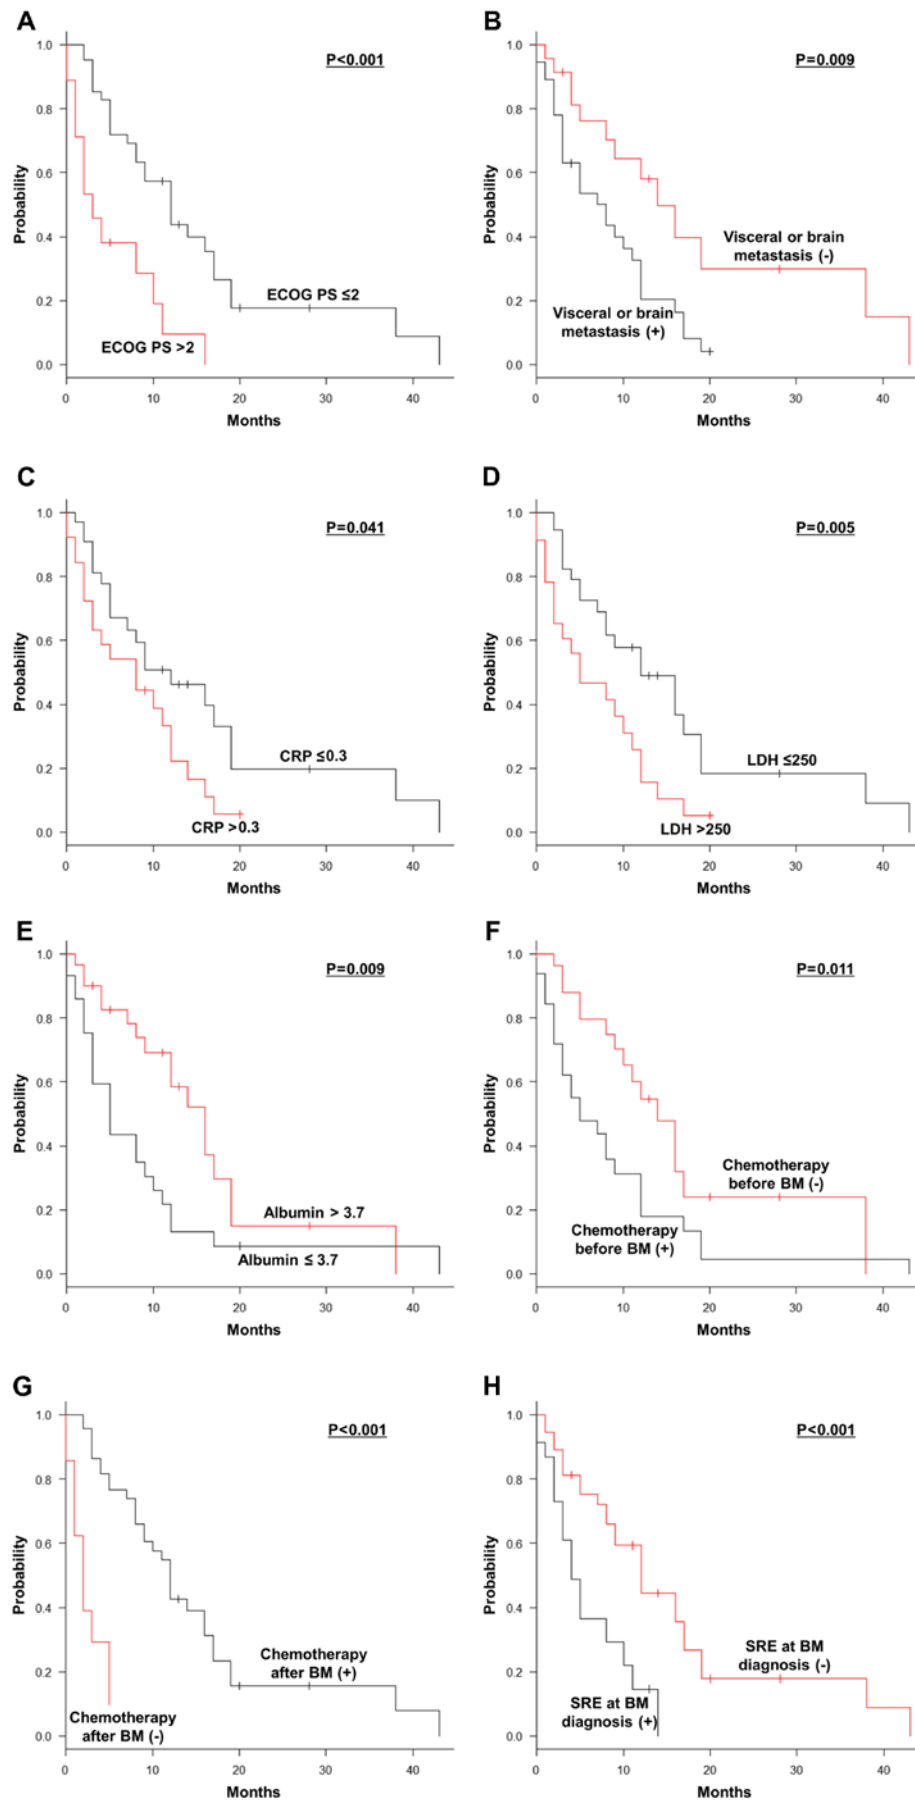 A
P<0.001
1.0
0.8
0.6
0.4
0.2
0.0
Probability
ECOG PS ≤2
ECOG PS >2
0 10 20 30 40
Months
B
P=0.009
1.0
0.8
0.6
0.4
0.2
0.0
Probability
Visceral or brain
metastasis (-)
Visceral or brain
metastasis (+)
0 10 20 30 40
Months
C
P=0.041
1.0
0.8
0.6
0.4
0.2
0.0
Probability
CRP ≤0.3
CRP >0.3
0 10 20 30 40
Months
D
P=0.005
1.0
0.8
0.6
0.4
0.2
0.0
Probability
LDH ≤250
LDH >250
0 10 20 30 40
Months
E
P=0.009
1.0
0.8
0.6
0.4
0.2
0.0
Probability
Albumin > 3.7
Albumin ≤ 3.7
0 10 20 30 40
Months
F
P=0.011
1.0
0.8
0.6
0.4
0.2
0.0
Probability
Chemotherapy
before BM (-)
Chemotherapy
before BM (+)
0 10 20 30 40
Months
G
P<0.001
1.0
0.8
0.6
0.4
0.2
0.0
Probability
Chemotherapy
after BM (+)
Chemotherapy
after BM (-)
0 10 20 30 40
Months
H
P<0.001
1.0
0.8
0.6
0.4
0.2
0.0
Probability
SRE at BM
diagnosis (-)
SRE at BM
diagnosis (+)
0 10 20 30 40
Months